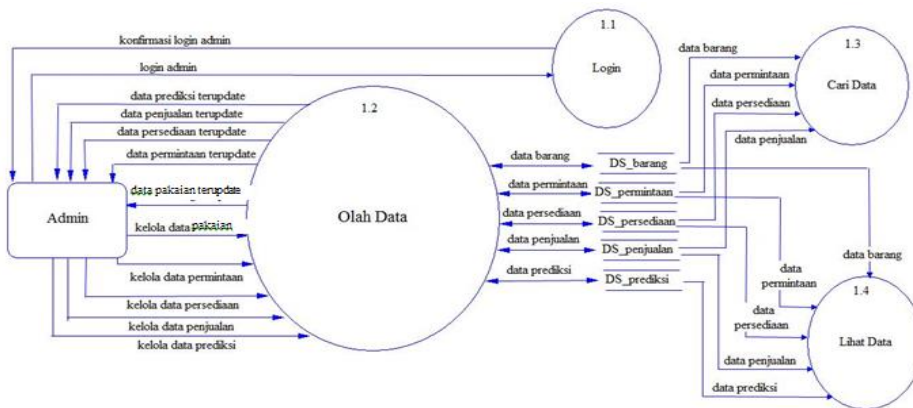 konfirmasi login admin
login admin
1.1
Login
data prediksi terupdate
data penjualan terupdate
data persediaan terupdate
data permintaan terupdate
data pakaian terupdate
Admin
kelola data pakaian
kelola data permintaan
kelola data persediaan
kelola data penjualan
kelola data prediksi
1.2
Olah Data
data barang
data permintaan
data persediaan
data penjualan
data prediksi
DS_barang
DS_permintaan
DS_persediaan
DS_penjualan
DS_prediksi
data barang
data permintaan
data persediaan
data penjualan
1.3
Cari Data
data barang
data
permintaan
data
persediaan
data penjualan
data prediksi
1.4
Lihat Data